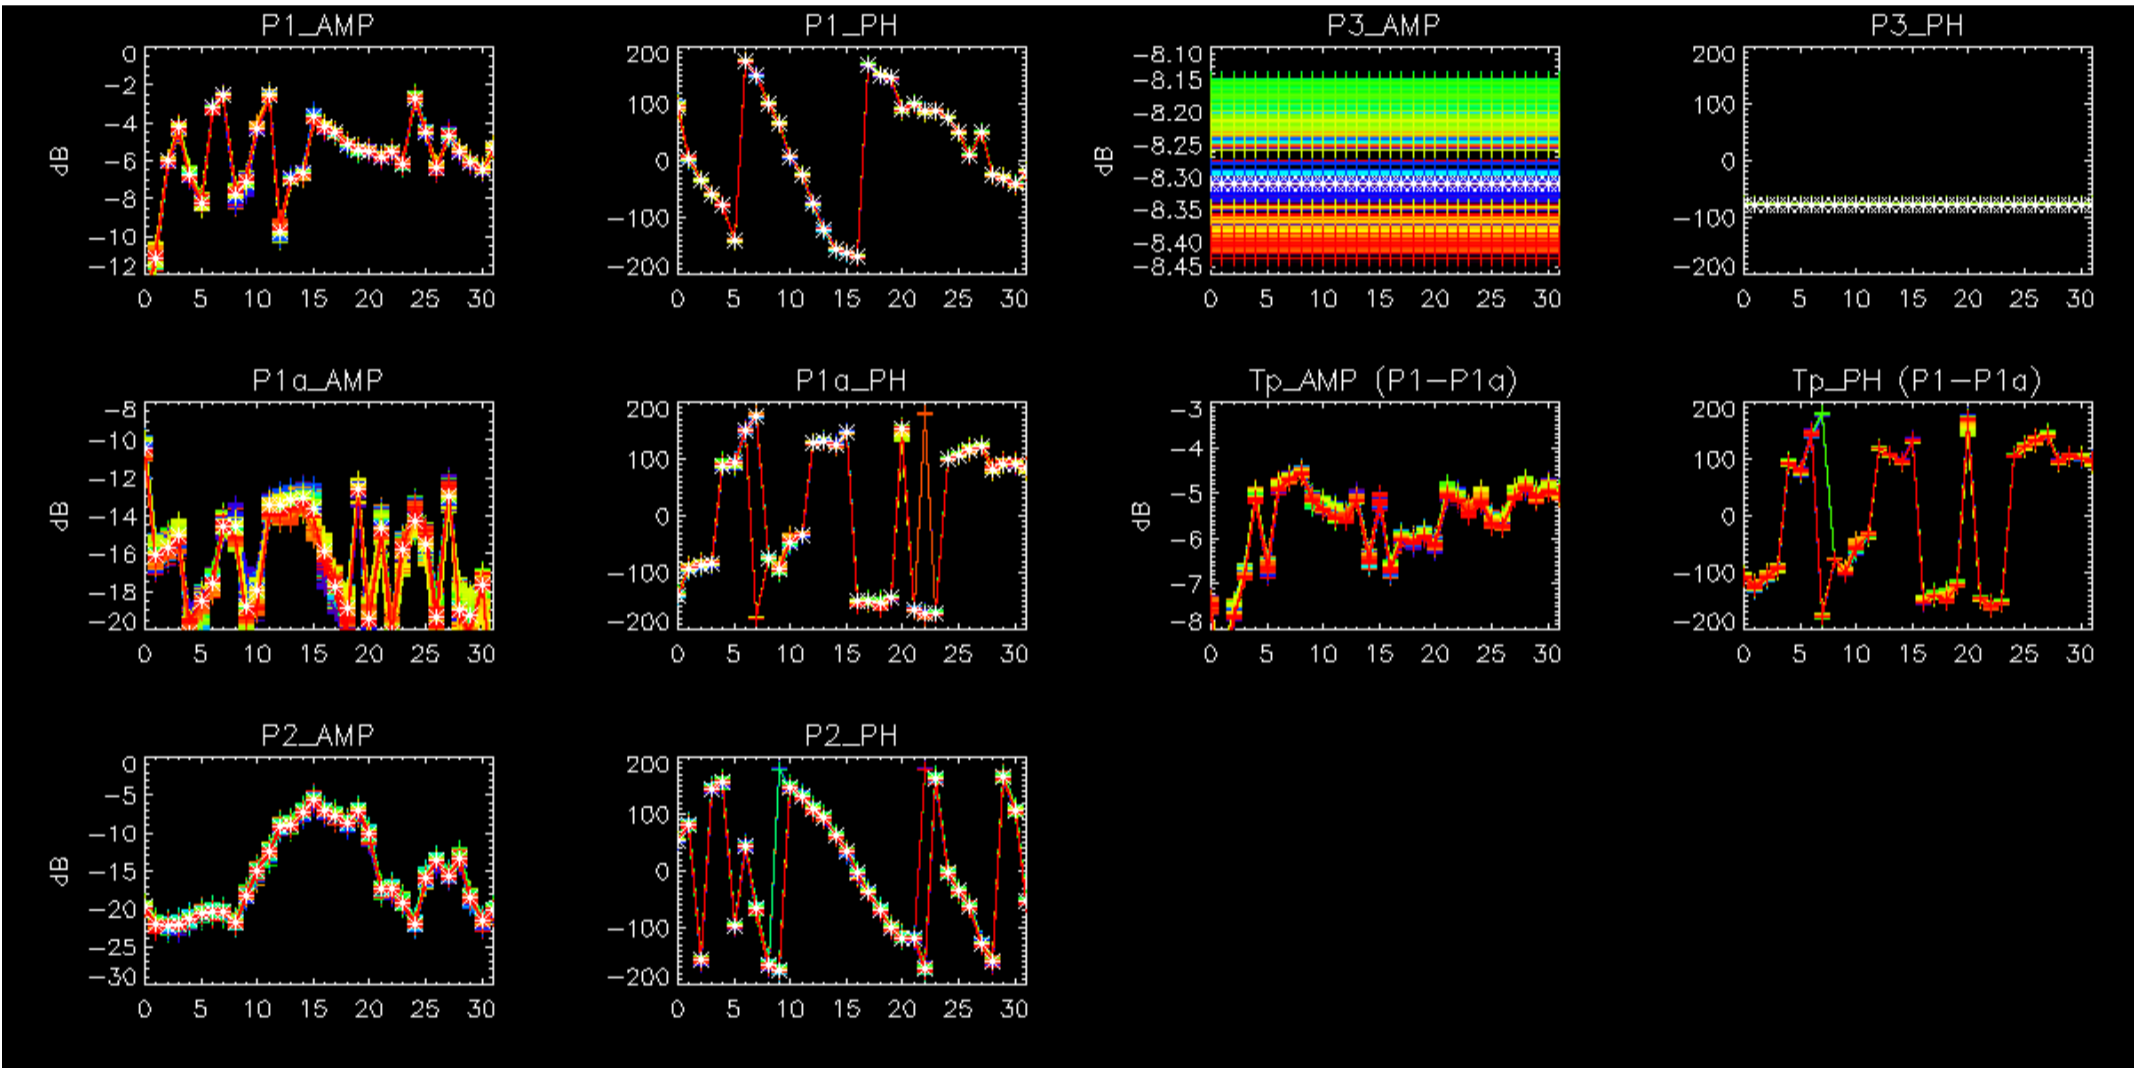 P1_AMP
0
-2
-4
-6
-8
-10
-12
dB
0 5 10 15 20 25 30
P1_PH
200
100
0
-100
-200
0 5 10 15 20 25 30
P3_AMP
-8.10
-8.15
-8.20
-8.25
-8.30
-8.35
-8.40
-8.45
dB
0 5 10 15 20 25 30
P3_PH
200
100
0
-100
-200
0 5 10 15 20 25 30
P1a_AMP
-8
-10
-12
-14
-16
-18
-20
dB
0 5 10 15 20 25 30
P1a_PH
200
100
0
-100
-200
0 5 10 15 20 25 30
Tp_AMP (P1-P1a)
-3
-4
-5
-6
-7
-8
dB
0 5 10 15 20 25 30
Tp_PH (P1-P1a)
200
100
0
-100
-200
0 5 10 15 20 25 30
P2_AMP
0
-5
-10
-15
-20
-25
-30
dB
0 5 10 15 20 25 30
P2_PH
200
100
0
-100
-200
0 5 10 15 20 25 30